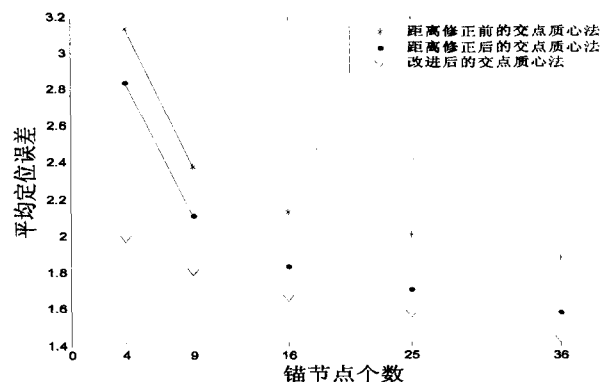 3.2
3
2.8
2.6
2.4
2.2
2
1.8
1.6
1.4
平均定位误差
距离修正前的交点质心法
距离修正后的交点质心法
改进后的交点质心法
0 4 9 16 25 36
锚节点个数